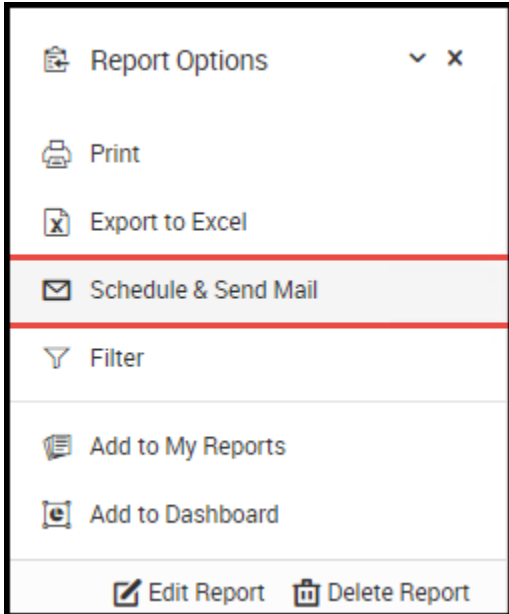 Report Options
Print
Export to Excel
Schedule & Send Mail
Filter
Add to My Reports
Add to Dashboard
Edit Report Delete Report